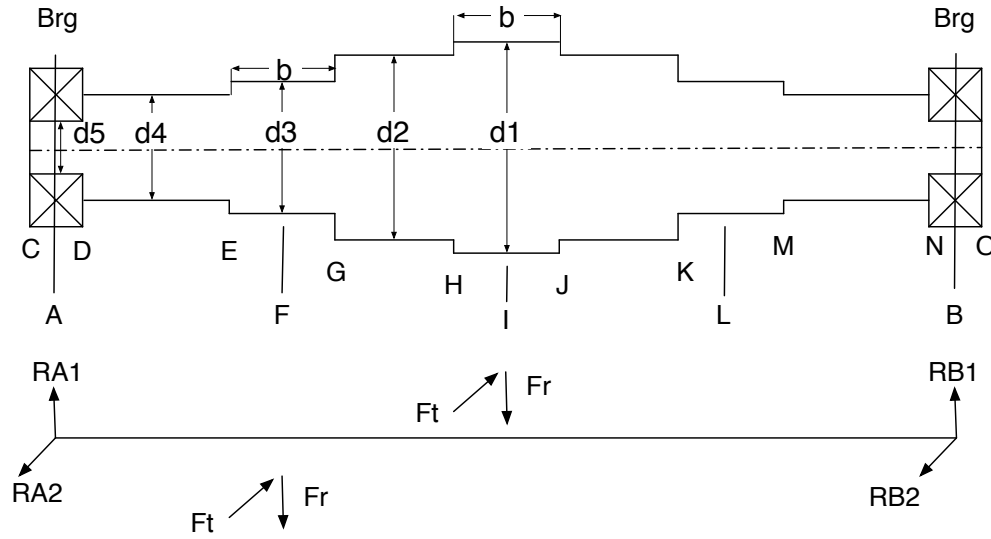 Brg b Brg
b
d5 d4 d3 d2 d1
C D E G H J K M N O
A F I L B
RA1 Fr RB1
Ft
RA2 Fr RB2
Ft